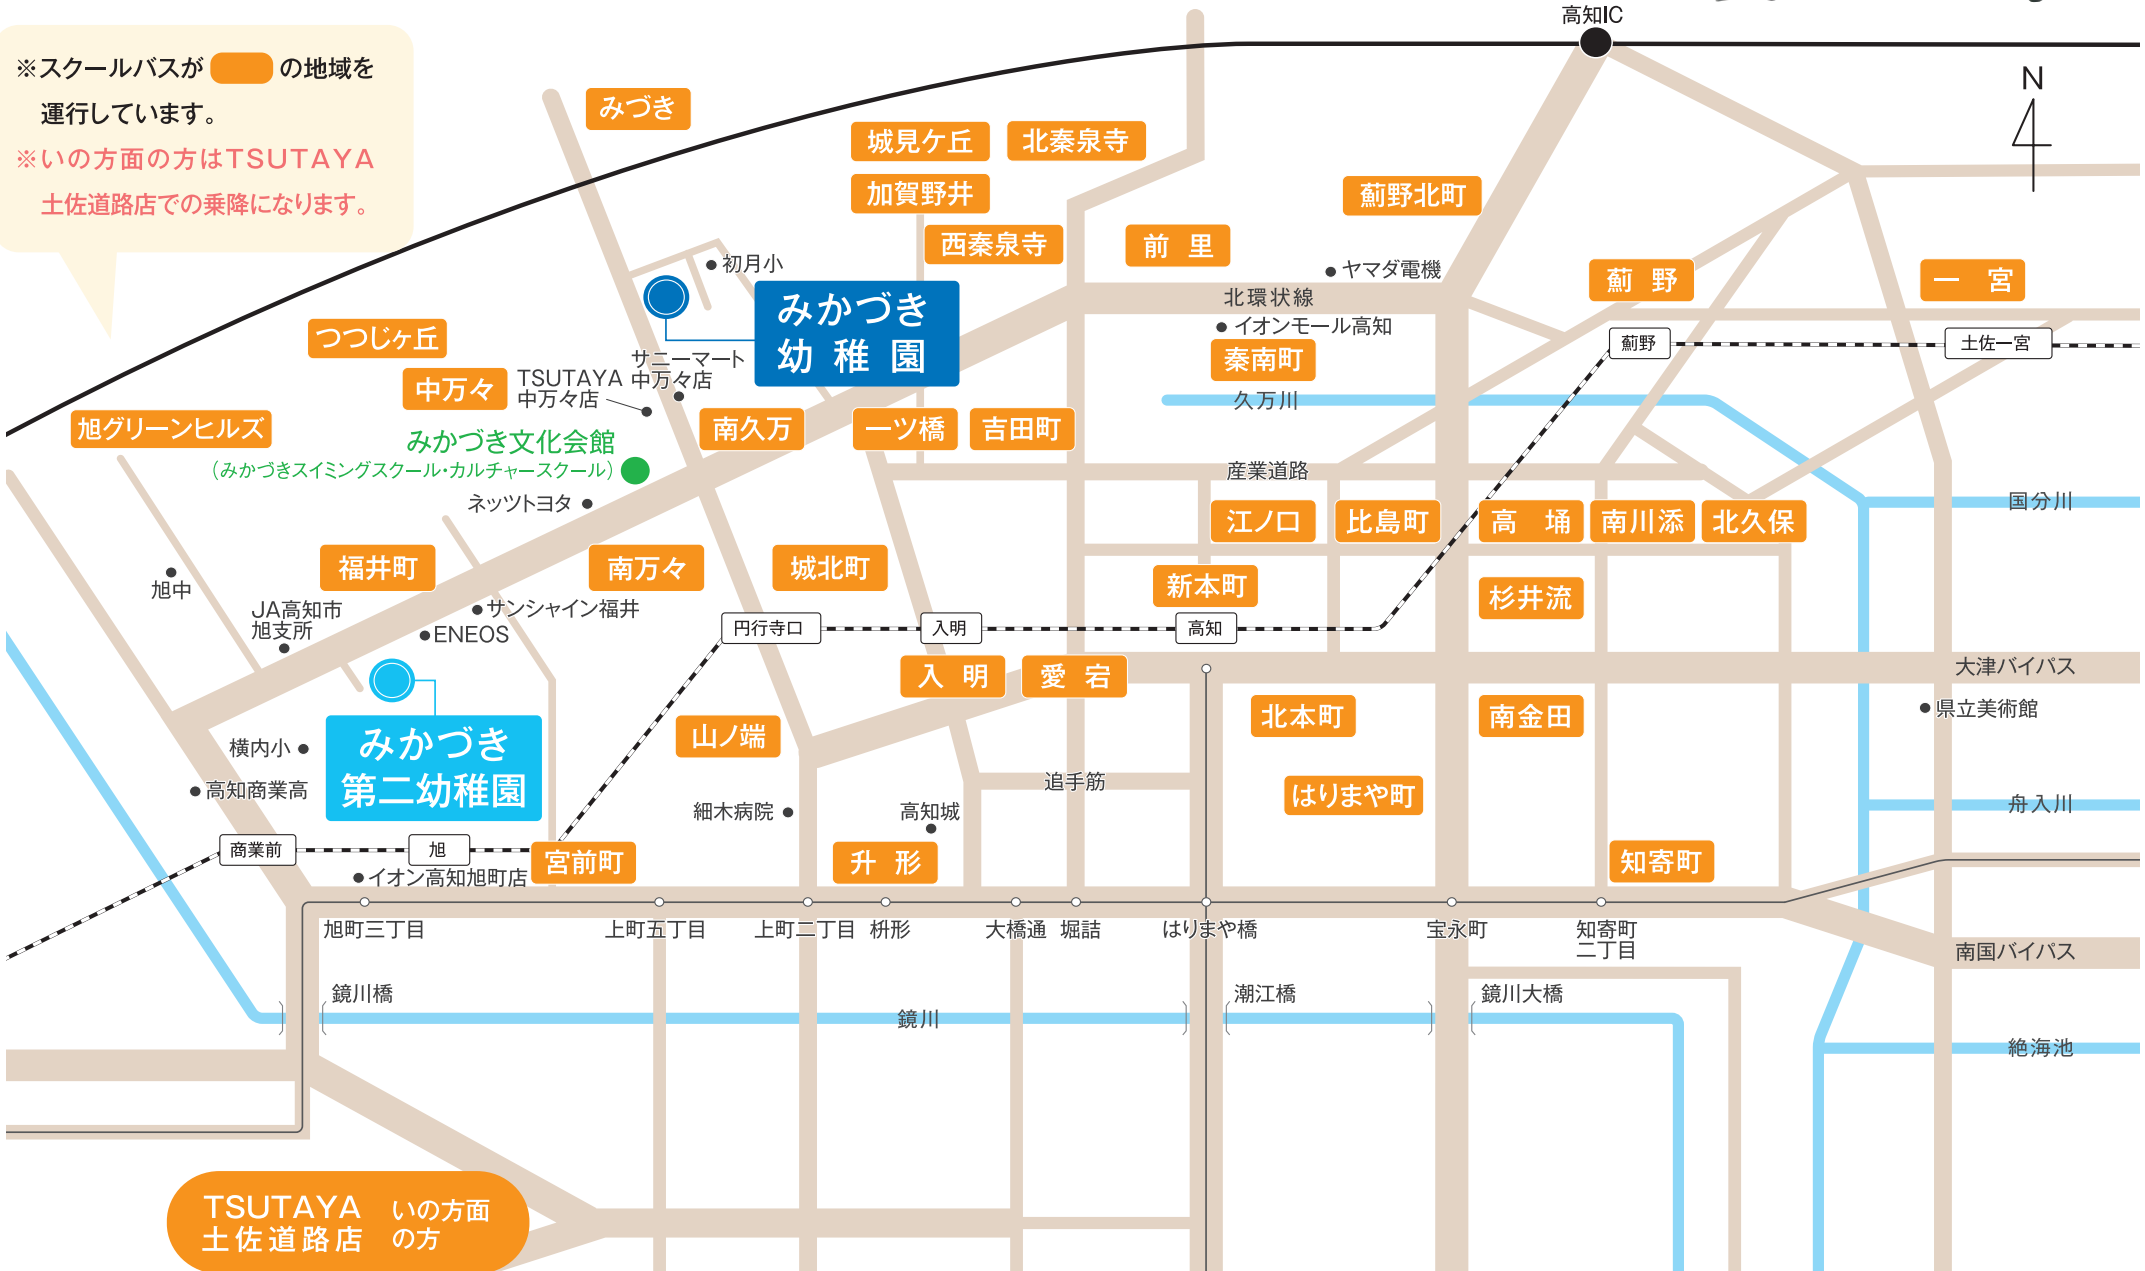 高知IC
※スクールバスが の地域を
運行しています。
※いの方面の方はTSUTAYA
土佐道路店での乗降になります。
N
みづき
城見ケ丘
北秦泉寺
加賀野井
薊野北町
西秦泉寺
前 里
初月小
ヤマダ電機
薊 野
一 宮
北環状線
みかづき
幼 稚 園
イオンモール高知
つつじヶ丘
薊野
土佐一宮
サニーマート
中万々店
秦南町
中万々
TSUTAYA
中万々店
久万川
旭グリーンヒルズ
南久万
一ツ橋
吉田町
みかづき文化会館
（みかづきスイミングスクール・カルチャースクール）
産業道路
ネッツトヨタ
国分川
江ノ口
比島町
高 埇
南川添
北久保
福井町
南万々
城北町
旭中
新本町
杉井流
JA高知市
旭支所
サンシャイン福井
ENEOS
円行寺口
入明
高知
大津バイパス
入 明
愛 宕
県立美術館
北本町
南金田
山ノ端
みかづき
第二幼稚園
横内小
高知商業高
追手筋
はりまや町
細木病院
高知城
舟入川
商業前
旭
宮前町
升 形
知寄町
イオン高知旭町店
旭町三丁目
上町五丁目
上町二丁目
枡形
大橋通
堀詰
はりまや橋
宝永町
知寄町
二丁目
南国バイパス
鏡川橋
潮江橋
鏡川大橋
鏡川
絶海池
TSUTAYA
土佐道路店
いの方面
の方